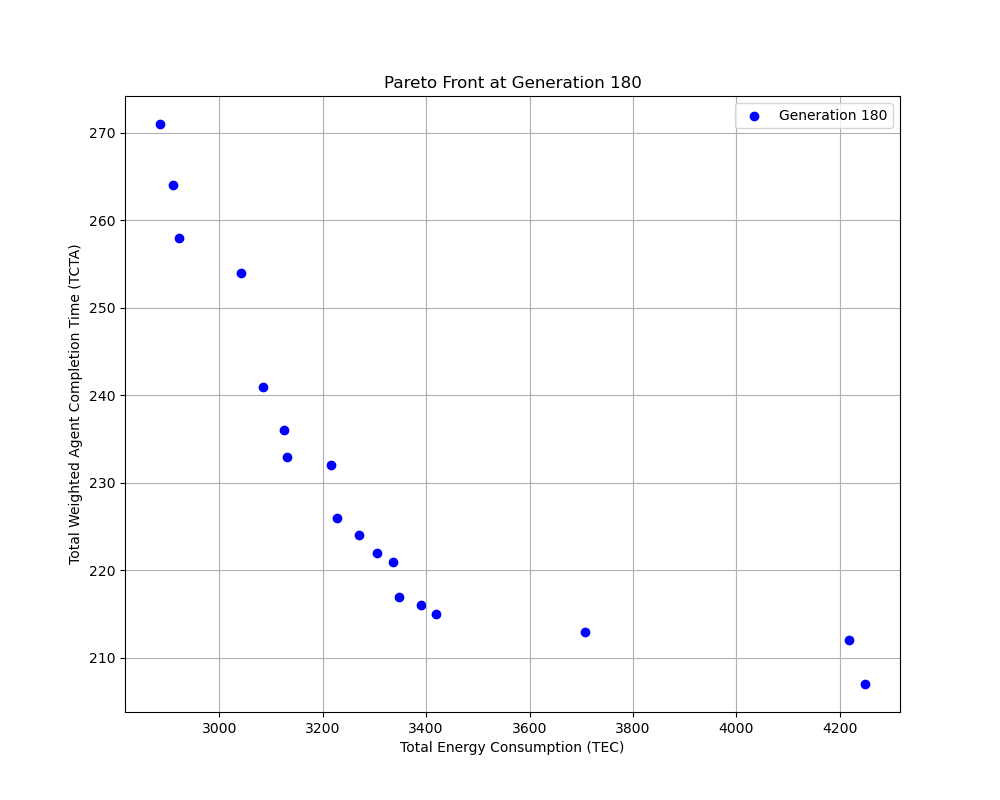 Pareto Front at Generation 180
Generation 180
270
260
250
240
230
220
210
Total Weighted Agent Completion Time (TCTA)
3000 3200 3400 3600 3800 4000 4200
Total Energy Consumption (TEC)